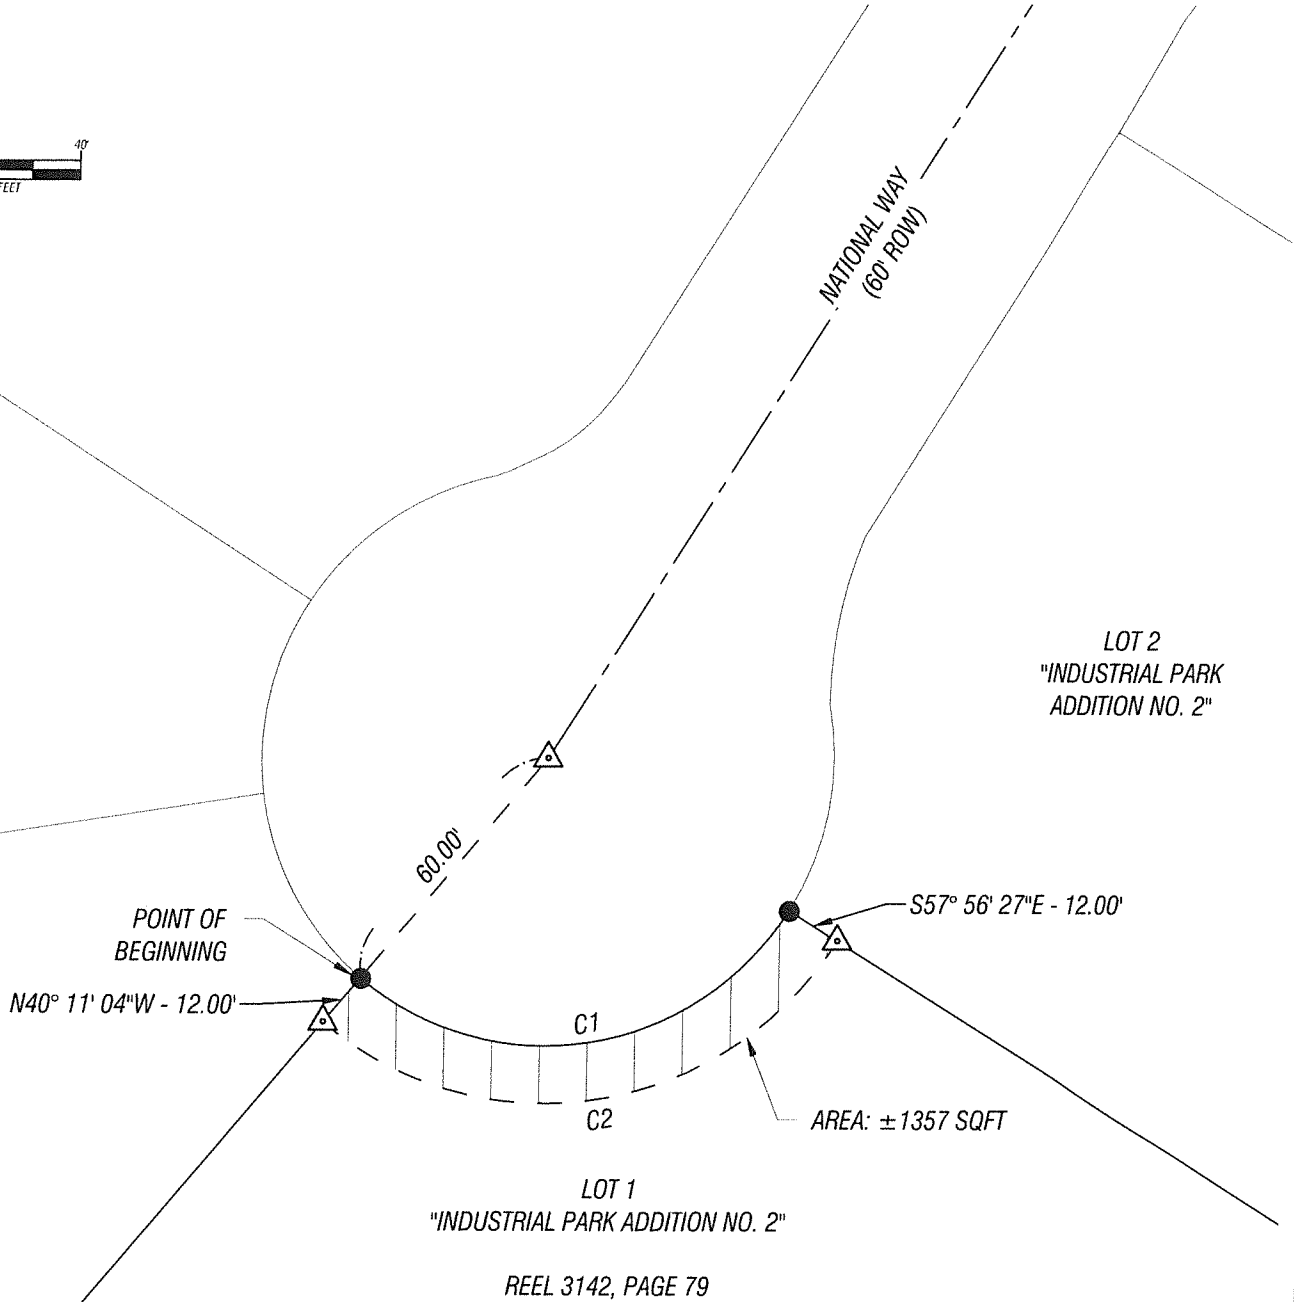 40'
FEET
NATIONAL WAY
(60' ROW)
LOT 2
"INDUSTRIAL PARK
ADDITION NO. 2"
60.00'
POINT OF
BEGINNING
S57° 56' 27"E - 12.00'
N40° 11' 04"W - 12.00'
C1
C2
AREA: ±1357 SQFT
LOT 1
"INDUSTRIAL PARK ADDITION NO. 2"
REEL 3142, PAGE 79